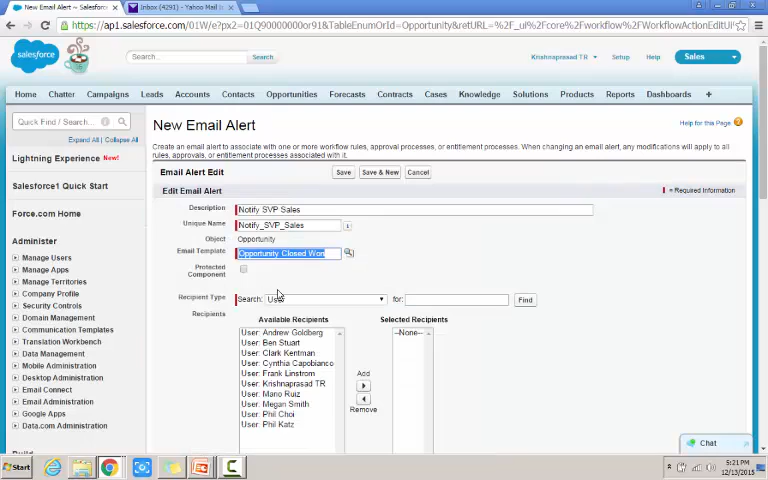 New Email Alert ~ Salesforc ×
Inbox (4291) - Yahoo Mail is ×
https://ap1.salesforce.com/01W/e?px2=01Q90000000or91&TableEnumOrId=Opportunity&retURL=%2F_ui%2Fcore%2Fworkflow%2FWorkflowActionEditUi
salesforce
Search...
Search
Krishnaprasad TR
Setup
Help
Sales
Home Chatter Campaigns Leads Accounts Contacts Opportunities Forecasts Contracts Cases Knowledge Solutions Products Reports Dashboards +
Quick Find / Search...
Expand All | Collapse All
Lightning Experience New!
Salesforce1 Quick Start
Force.com Home
Administer
Manage Users
Manage Apps
Manage Territories
Company Profile
Security Controls
Domain Management
Communication Templates
Translation Workbench
Data Management
Mobile Administration
Desktop Administration
Email Connect
Email Administration
Google Apps
Data.com Administration
New Email Alert
Help for this Page
Create an email alert to associate with one or more workflow rules, approval processes, or entitlement processes. When changing an email alert, any modifications will apply to all
rules, approvals, or entitlement processes associated with it.
Email Alert Edit
Save
Save & New
Cancel
Edit Email Alert
= Required Information
Description
Notify SVP Sales
Unique Name
Notify_SVP_Sales
i
Object
Opportunity
Email Template
Opportunity Closed Won
Protected
Component
Recipient Type
Search:
User
for:
Find
Recipients
Available Recipients
Selected Recipients
User: Andrew Goldberg
User: Ben Stuart
User: Clark Kentman
User: Cynthia Capobianco
User: Frank Linstrom
User: Krishnaprasad TR
User: Mario Ruiz
User: Megan Smith
User: Phil Choi
User: Phil Katz
--None--
Add
Remove
Chat
Start
5:21 PM
12/13/2015